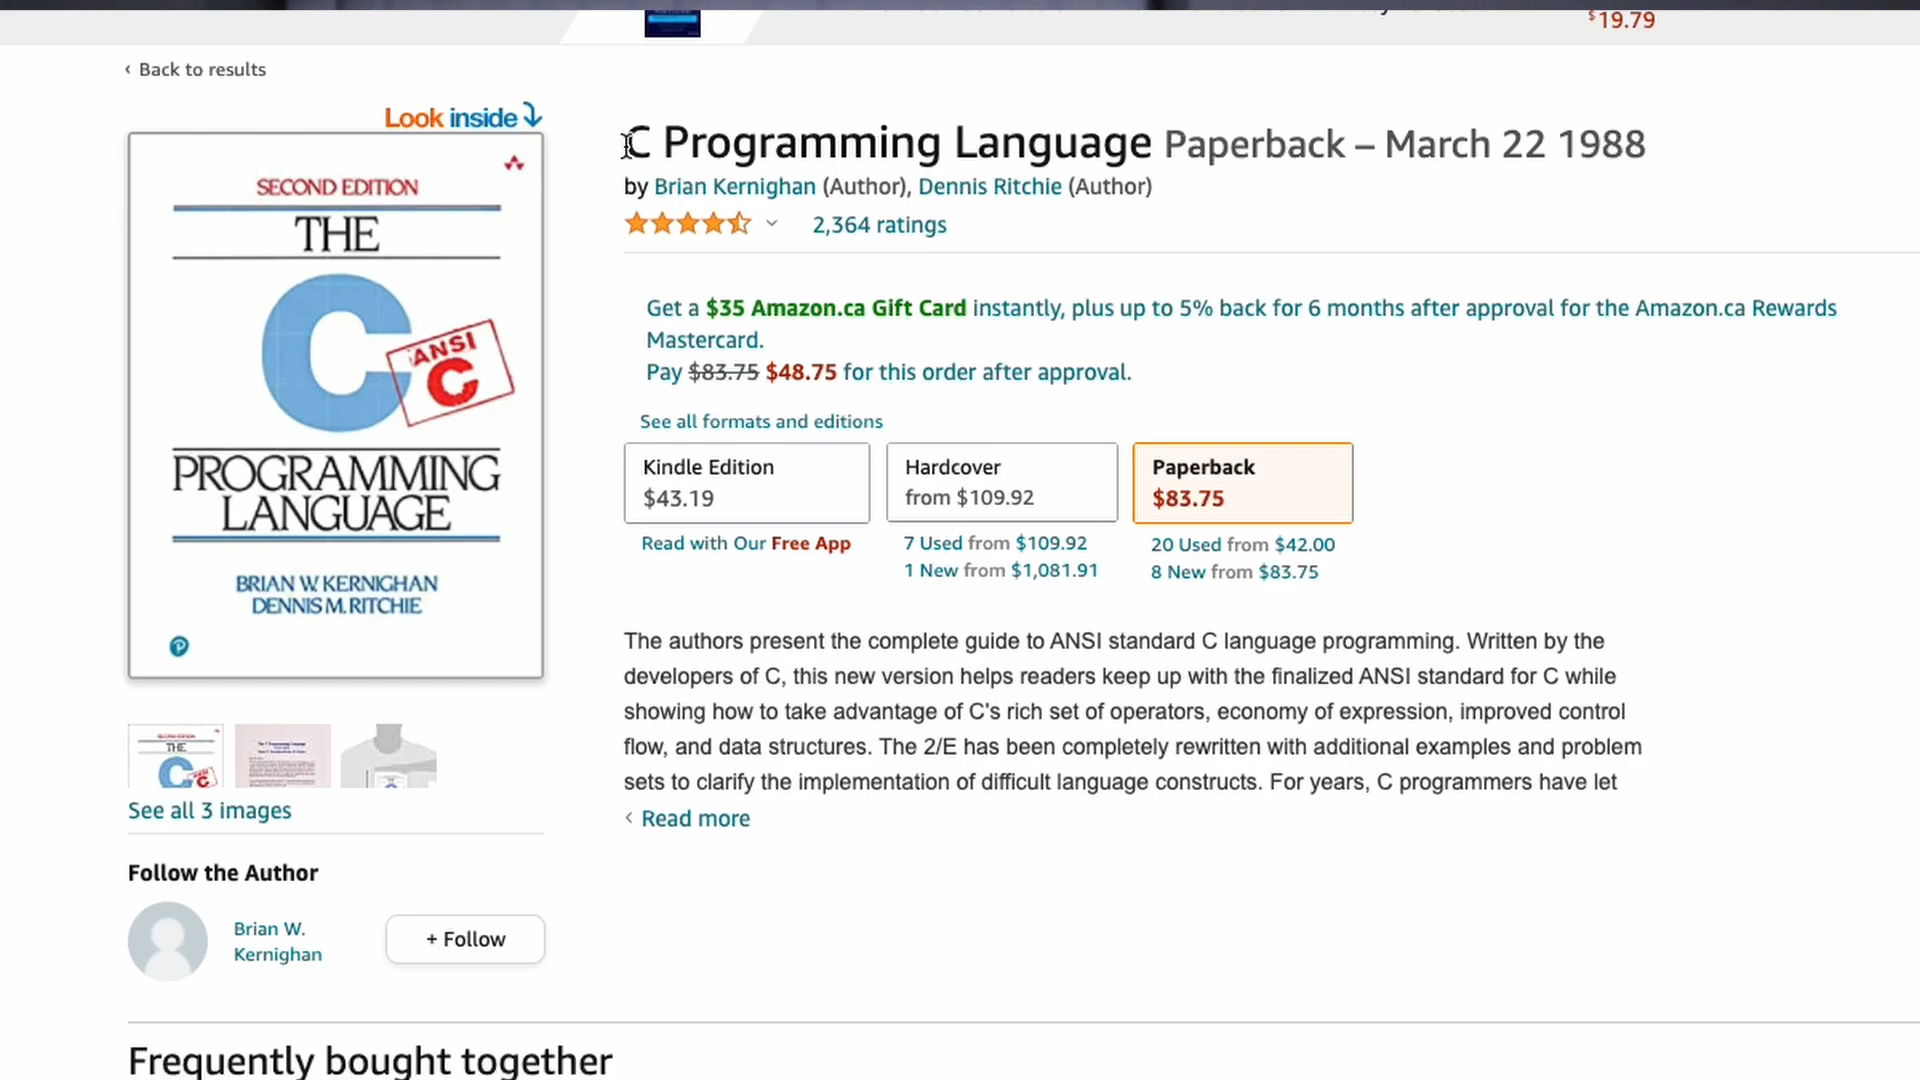 $19.79
‹ Back to results
Look inside
SECOND EDITION
THE
C
ANSI
C
PROGRAMMING
LANGUAGE
BRIAN W. KERNIGHAN
DENNIS M. RITCHIE
See all 3 images
Follow the Author
Brian W.
Kernighan
+ Follow
C Programming Language Paperback – March 22 1988
by Brian Kernighan (Author), Dennis Ritchie (Author)
2,364 ratings
Get a $35 Amazon.ca Gift Card instantly, plus up to 5% back for 6 months after approval for the Amazon.ca Rewards
Mastercard.
Pay $83.75 $48.75 for this order after approval.
See all formats and editions
Kindle Edition
$43.19
Read with Our Free App
Hardcover
from $109.92
7 Used from $109.92
1 New from $1,081.91
Paperback
$83.75
20 Used from $42.00
8 New from $83.75
The authors present the complete guide to ANSI standard C language programming. Written by the
developers of C, this new version helps readers keep up with the finalized ANSI standard for C while
showing how to take advantage of C's rich set of operators, economy of expression, improved control
flow, and data structures. The 2/E has been completely rewritten with additional examples and problem
sets to clarify the implementation of difficult language constructs. For years, C programmers have let
‹ Read more
Frequently bought together